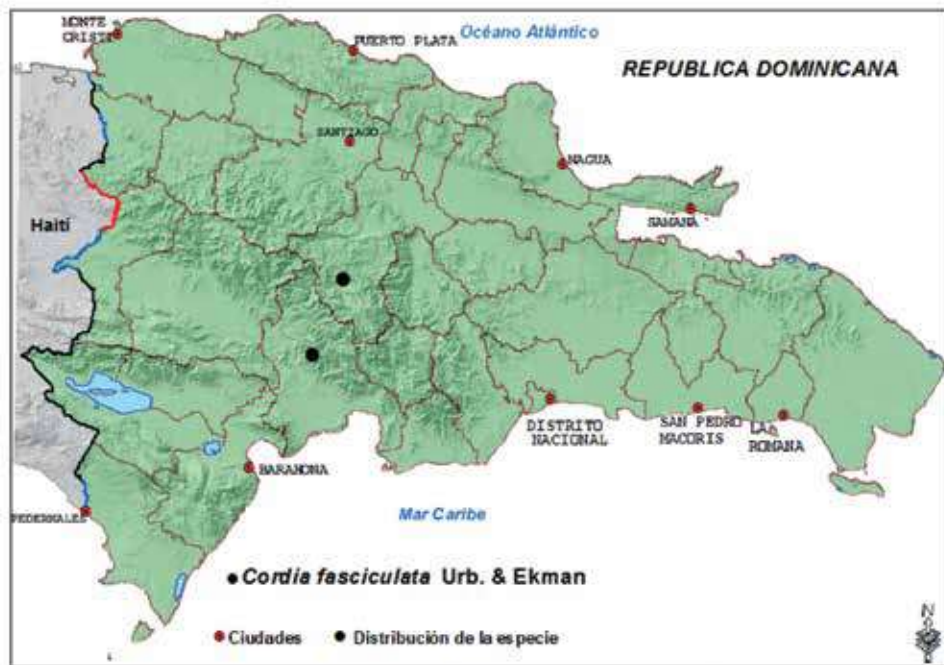 MONTE
CRISTI
Océano Atlántico
PUERTO PLATA
REPUBLICA DOMINICANA
SANTIAGO
NAGUA
SAMANA
Haití
DISTRITO
NACIONAL
SAN PEDRO
MACORIS
LA
ROMANA
BARAHONA
PEDERNALES
Mar Caribe
Cordia fasciculata Urb. & Ekman
Ciudades
Distribución de la especie
N